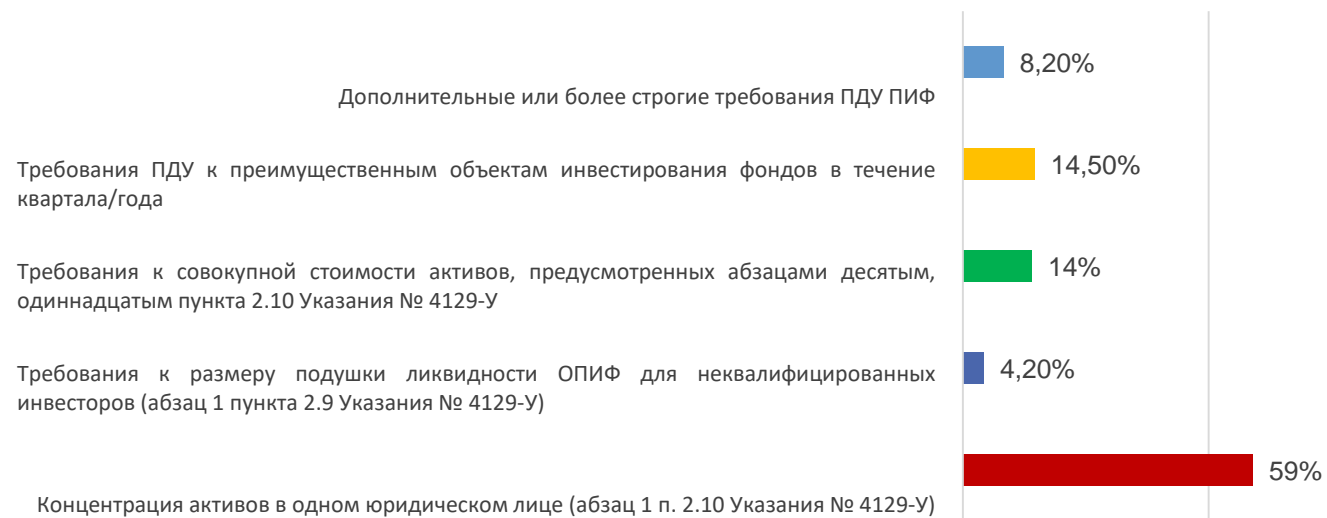 8,20%
Дополнительные или более строгие требования ПДУ ПИФ
Требования ПДУ к преимущественным объектам инвестирования фондов в течение
квартала/года
14,50%
Требования к совокупной стоимости активов, предусмотренных абзацами десятым,
одиннадцатым пункта 2.10 Указания № 4129-У
14%
Требования к размеру подушки ликвидности ОПИФ для неквалифицированных
инвесторов (абзац 1 пункта 2.9 Указания № 4129-У)
4,20%
59%
Концентрация активов в одном юридическом лице (абзац 1 п. 2.10 Указания № 4129-У)